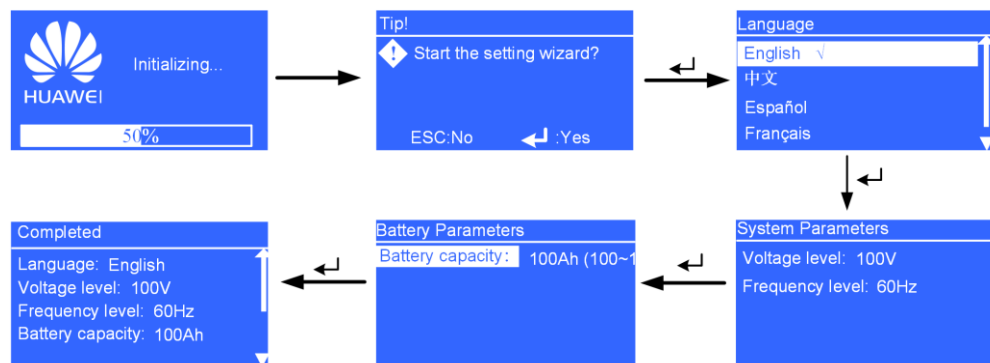 HUAWEI
Initializing...
50%
Tip!
! Start the setting wizard?
ESC:No ↵ :Yes
Language
English √
中文
Español
Français
System Parameters
Voltage level: 100V
Frequency level: 60Hz
Battery Parameters
Battery capacity: 100Ah (100~1
Completed
Language: English
Voltage level: 100V
Frequency level: 60Hz
Battery capacity: 100Ah